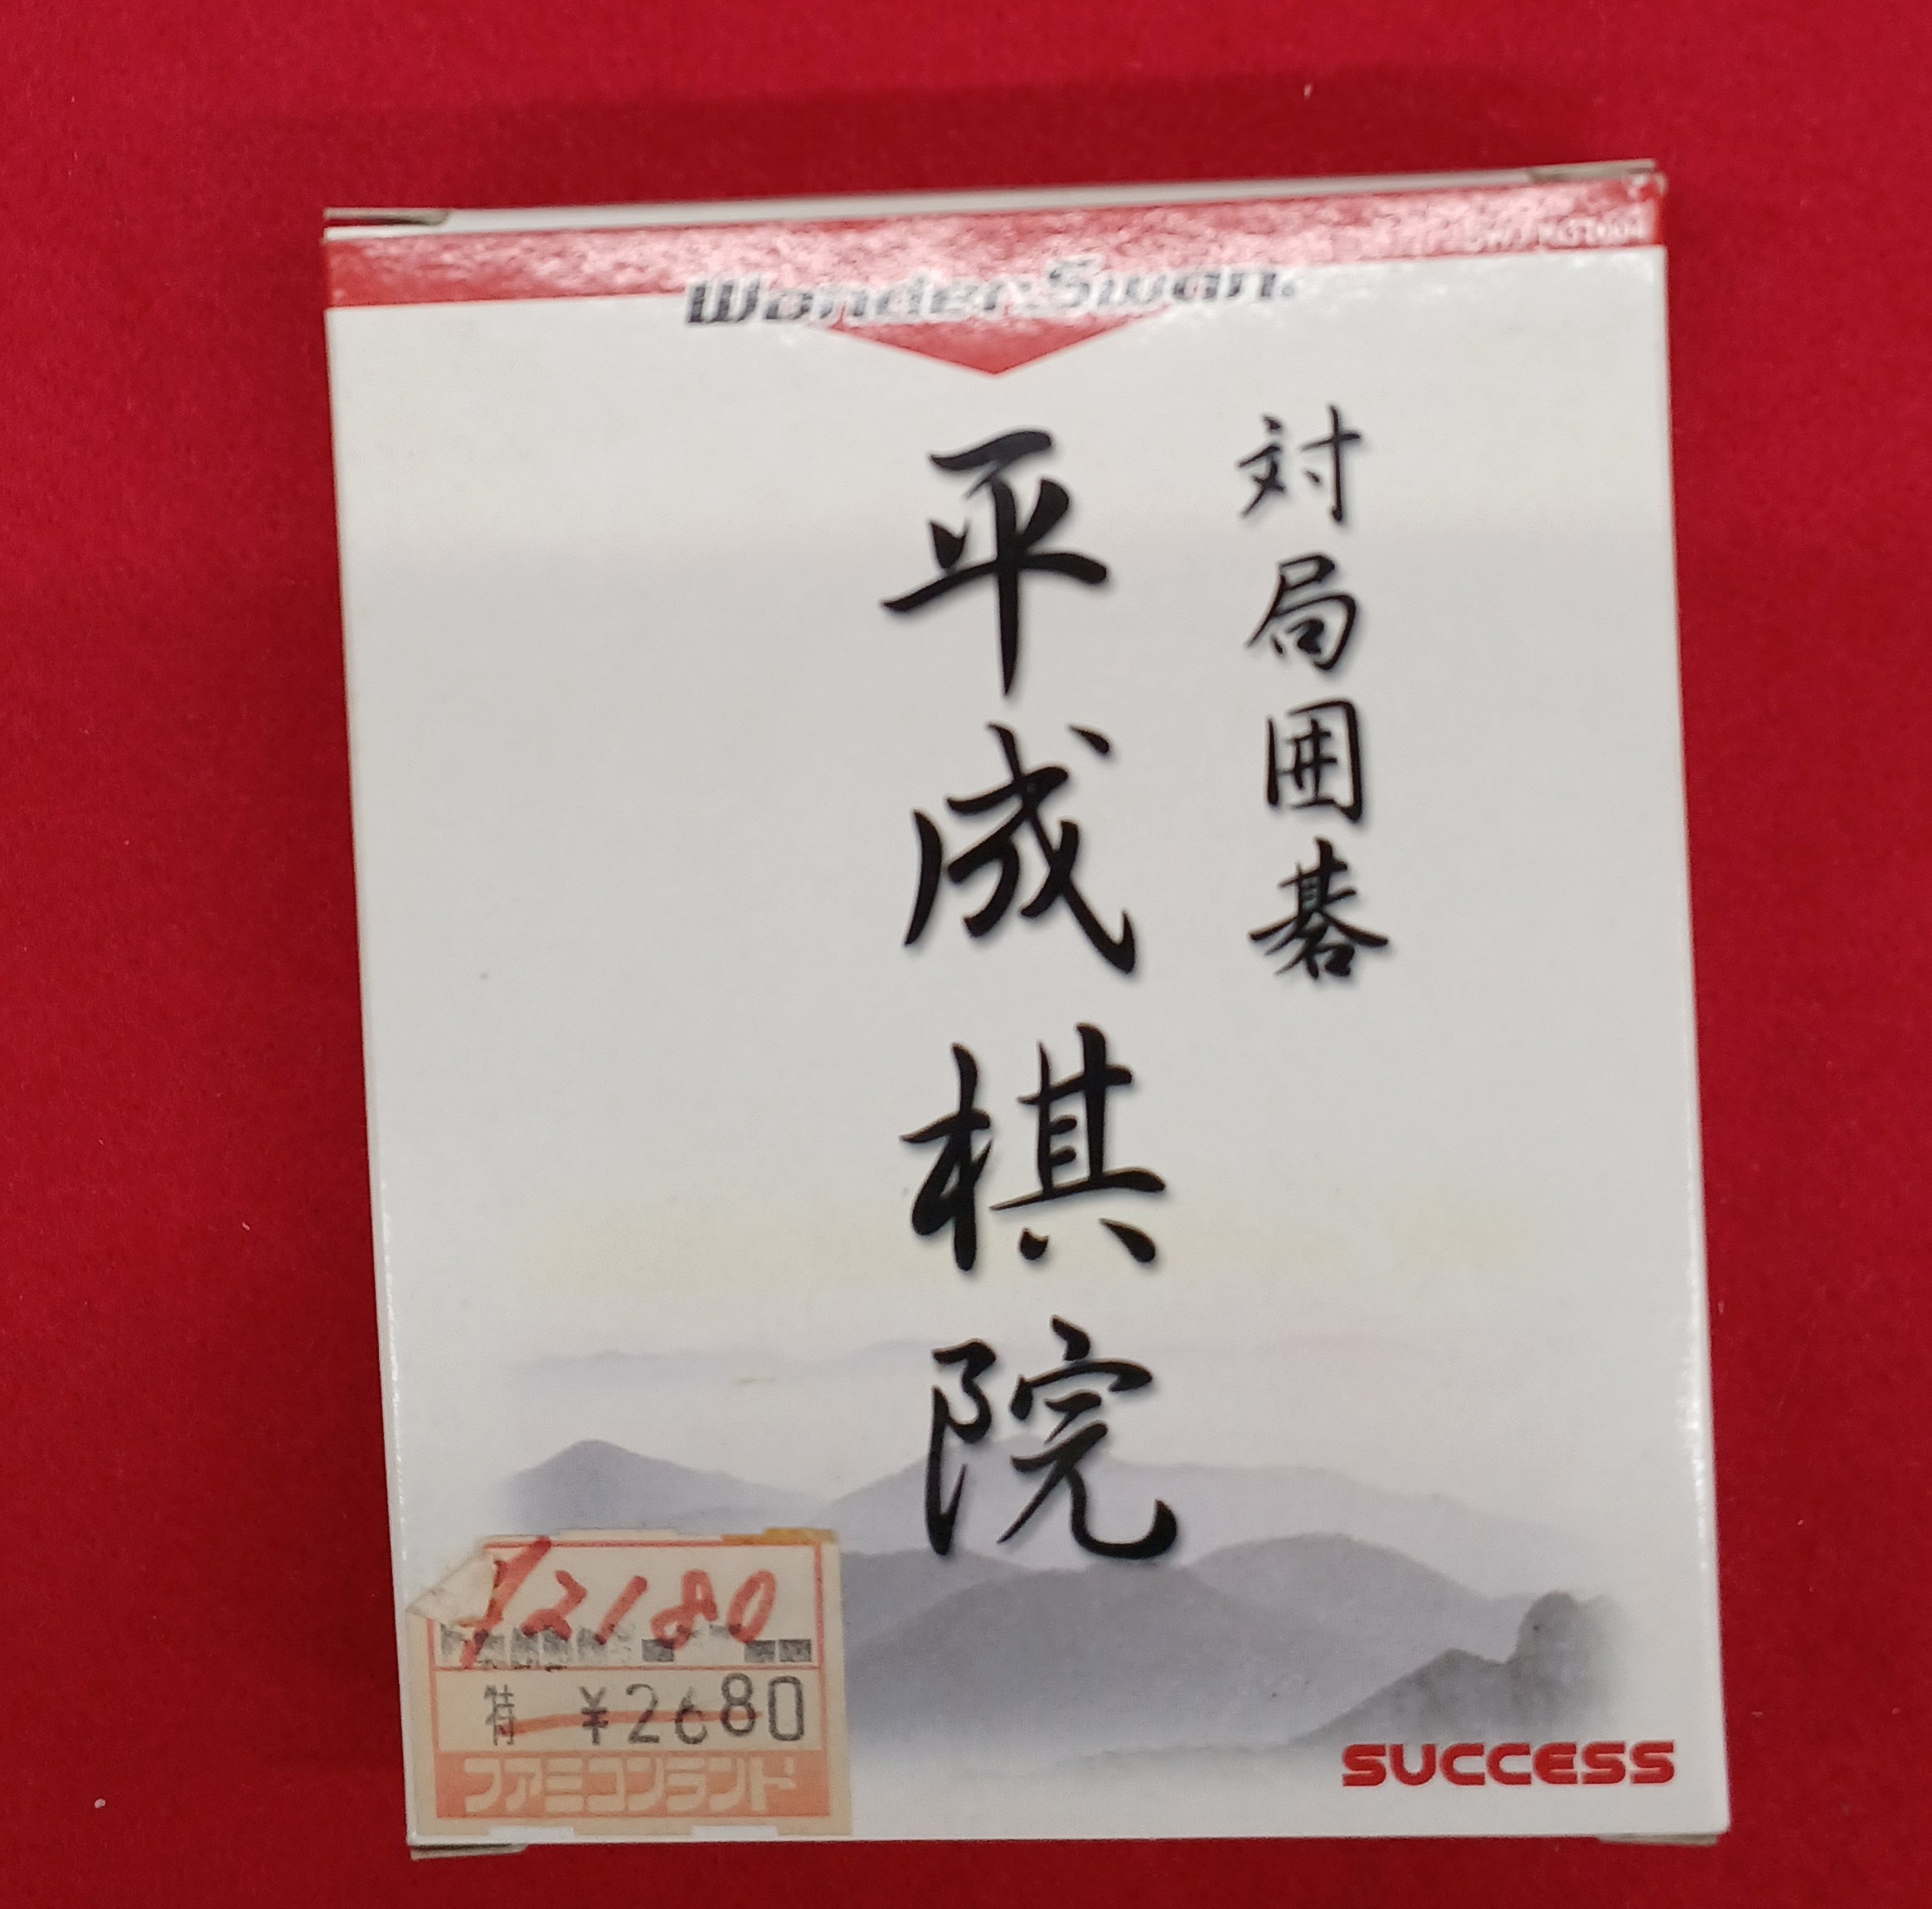 WonderSwan
対局囲碁
平成棋院
¥2180
特 ¥2680
ファミコンランド
SUCCESS